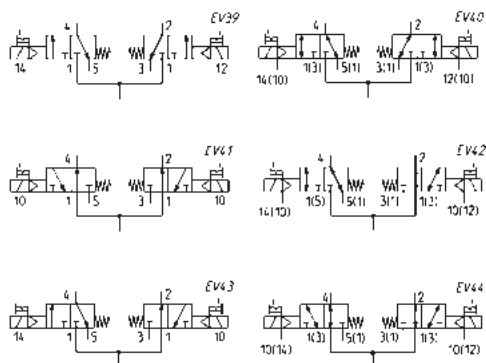 4 2 EV39
14 1 5 3 1 12
4 2 EV40
14(10) 1(3) 5(1) 3(1) 1(3) 12(10)
4 2 EV41
10 1 5 3 1 10
4 2 EV42
14(10) 1(5) 5(1) 3(1) 1(3) 10(12)
4 2 EV43
14 1 5 3 1 10
4 2 EV44
10(14) 1(3) 5(1) 3(1) 1(3) 10(12)